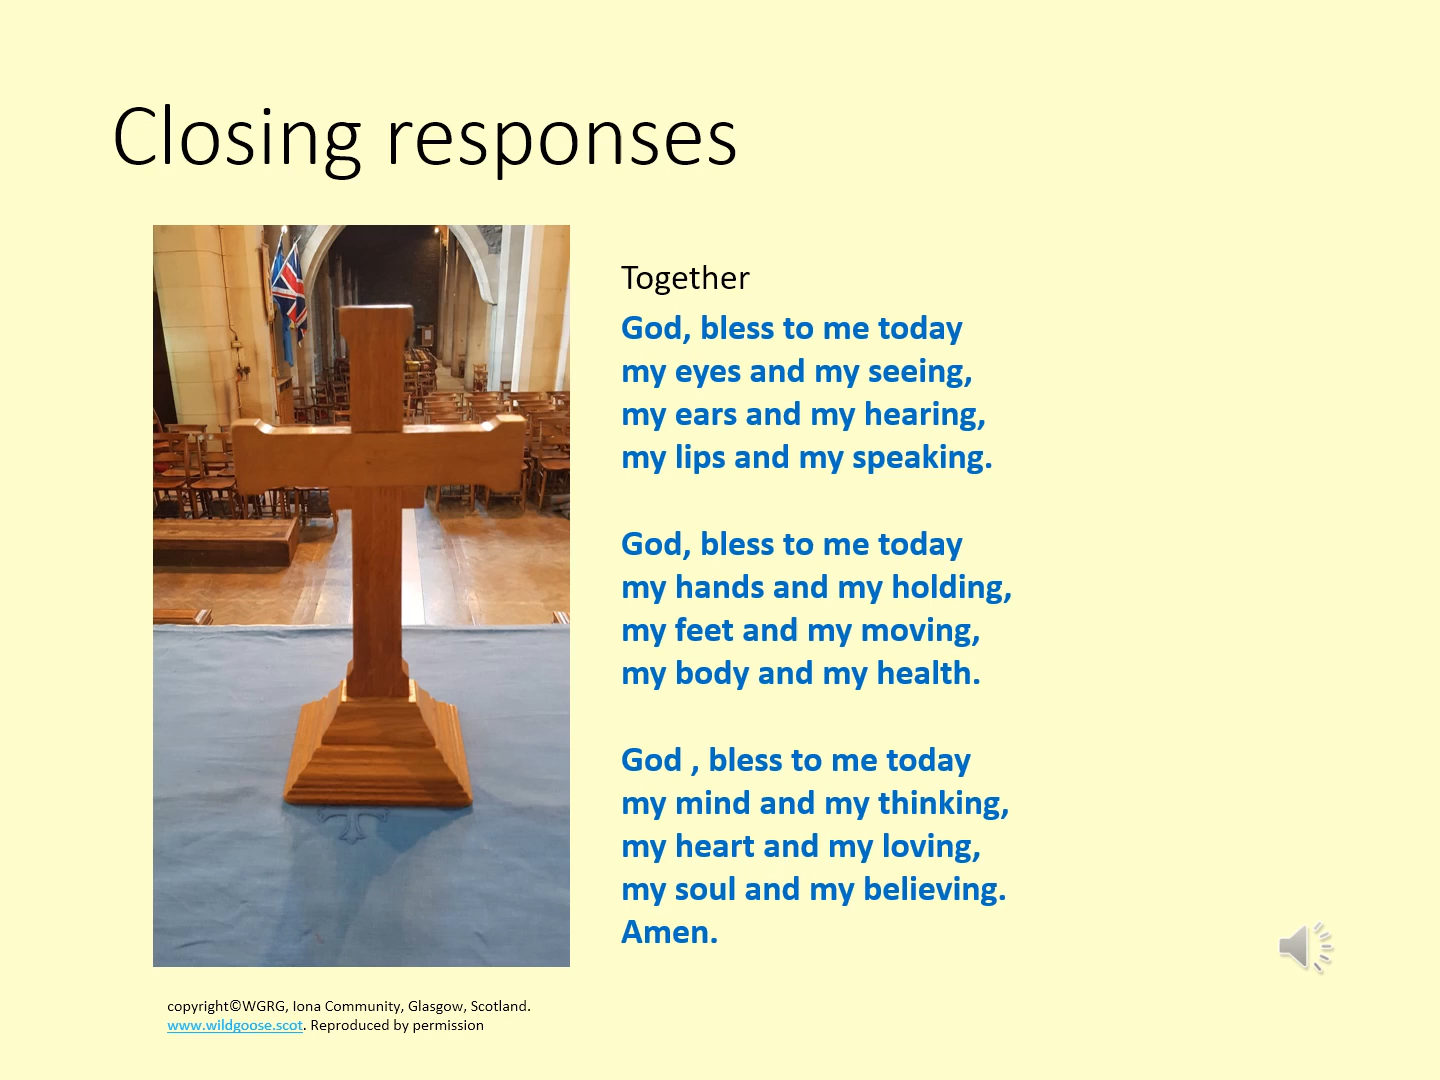 Closing responses
Together
God, bless to me today
my eyes and my seeing,
my ears and my hearing,
my lips and my speaking.
God, bless to me today
my hands and my holding,
my feet and my moving,
my body and my health.
God , bless to me today
my mind and my thinking,
my heart and my loving,
my soul and my believing.
Amen.
copyright©WGRG, Iona Community, Glasgow, Scotland.
www.wildgoose.scot. Reproduced by permission